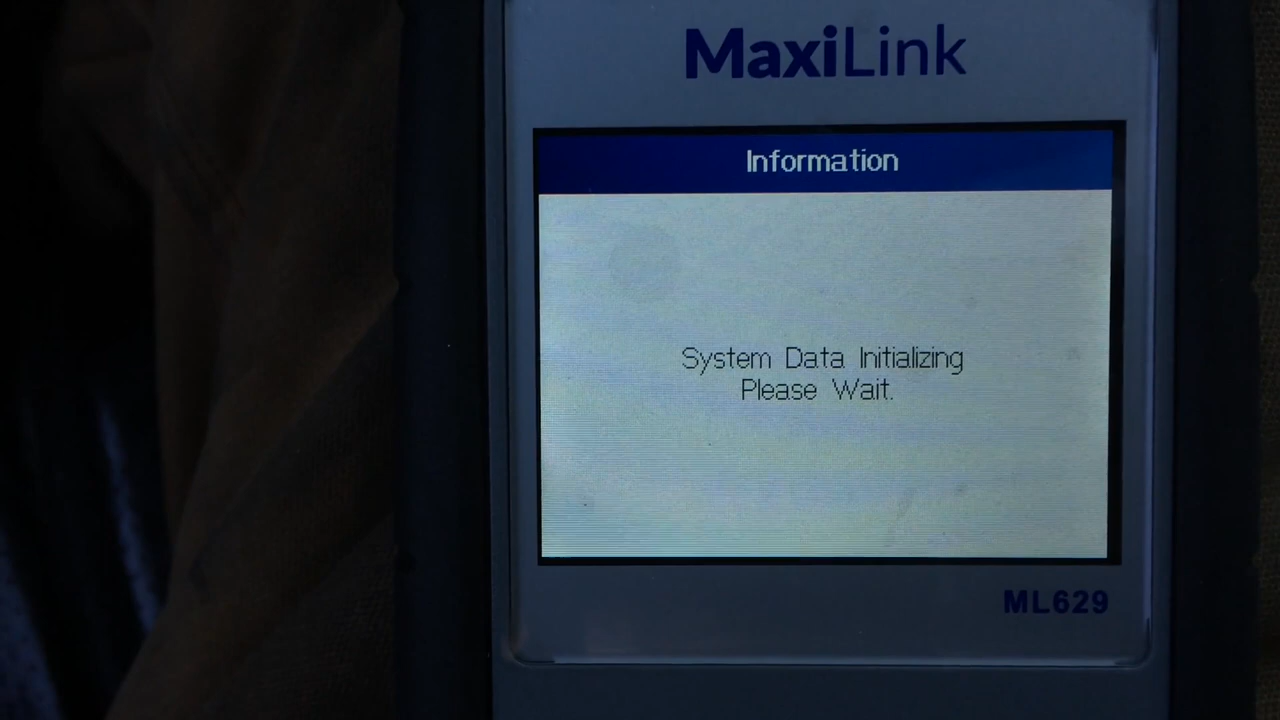 MaxiLink
Information
System Data Initializing
Please Wait.
ML629